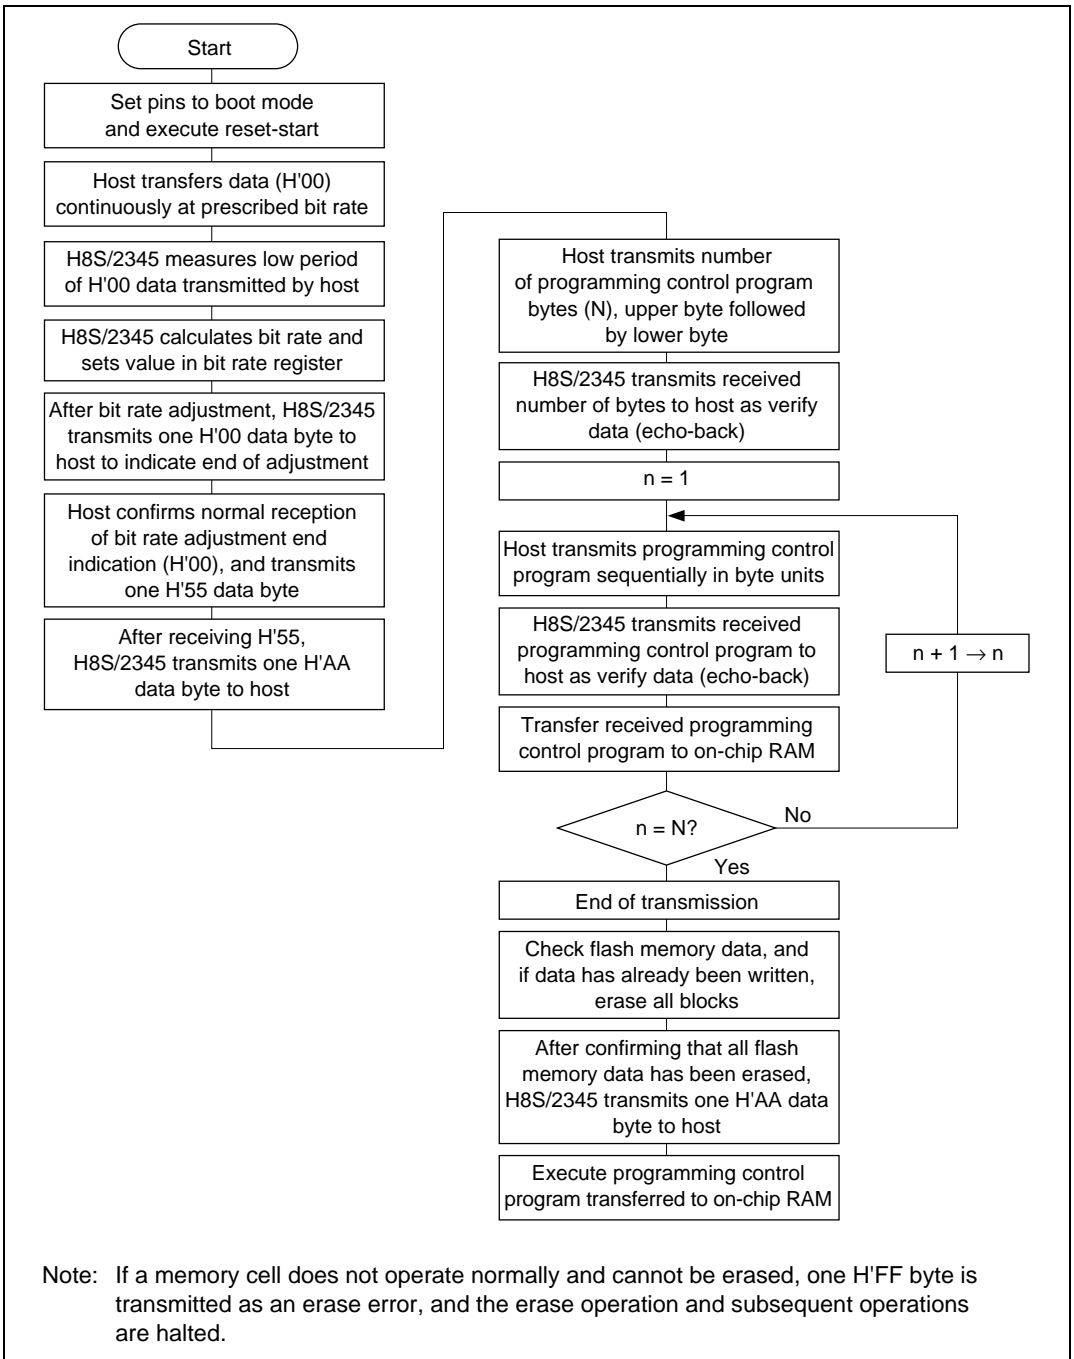 Start
Set pins to boot mode
and execute reset-start
Host transfers data (H'00)
continuously at prescribed bit rate
H8S/2345 measures low period
of H'00 data transmitted by host
H8S/2345 calculates bit rate and
sets value in bit rate register
After bit rate adjustment, H8S/2345
transmits one H'00 data byte to
host to indicate end of adjustment
Host confirms normal reception
of bit rate adjustment end
indication (H'00), and transmits
one H'55 data byte
After receiving H'55,
H8S/2345 transmits one H'AA
data byte to host
Host transmits number
of programming control program
bytes (N), upper byte followed
by lower byte
H8S/2345 transmits received
number of bytes to host as verify
data (echo-back)
n = 1
Host transmits programming control
program sequentially in byte units
H8S/2345 transmits received
programming control program to
host as verify data (echo-back)
n + 1 → n
Transfer received programming
control program to on-chip RAM
n = N?
No
Yes
End of transmission
Check flash memory data, and
if data has already been written,
erase all blocks
After confirming that all flash
memory data has been erased,
H8S/2345 transmits one H'AA data
byte to host
Execute programming control
program transferred to on-chip RAM
Note: If a memory cell does not operate normally and cannot be erased, one H'FF byte is
transmitted as an erase error, and the erase operation and subsequent operations
are halted.